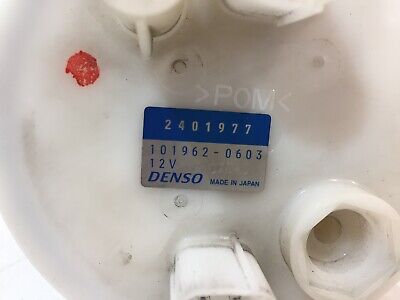 >POM<
2401977
101962-0603
12V
DENSO MADE IN JAPAN